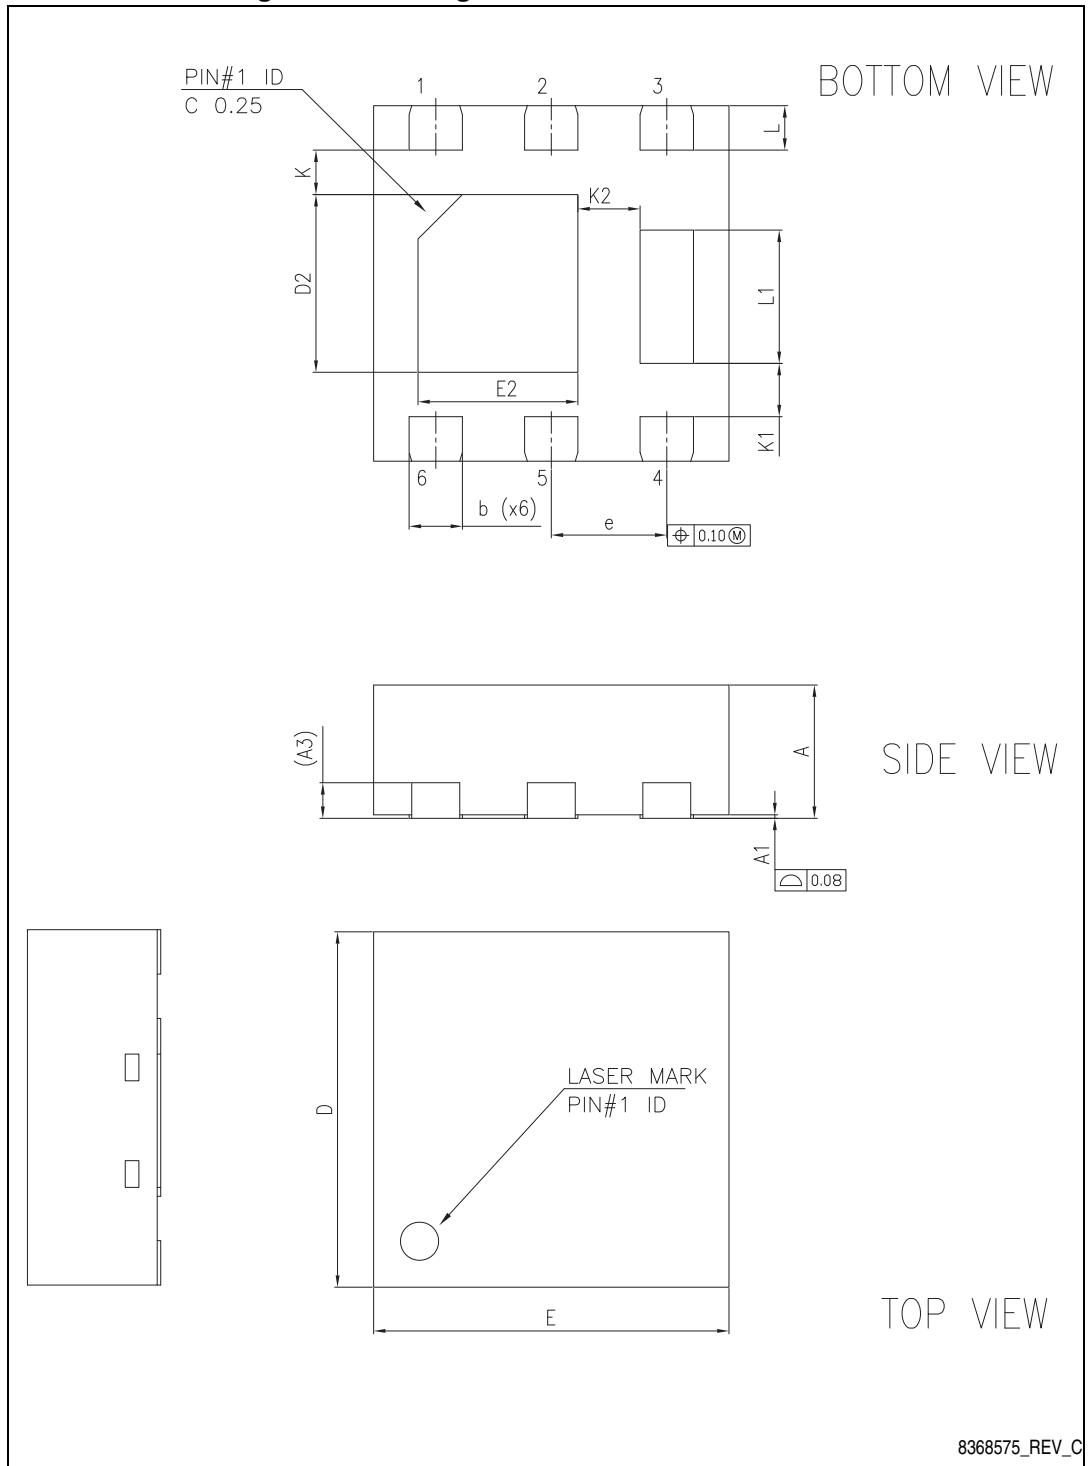 PIN#1 ID
C 0.25
1
2
3
BOTTOM VIEW
L
K
K2
D2
L1
E2
K1
6
5
4
b (x6)
e
0.10 Ⓜ
(A3)
A
SIDE VIEW
A1
0.08
D
LASER MARK
PIN#1 ID
E
TOP VIEW
8368575_REV_C